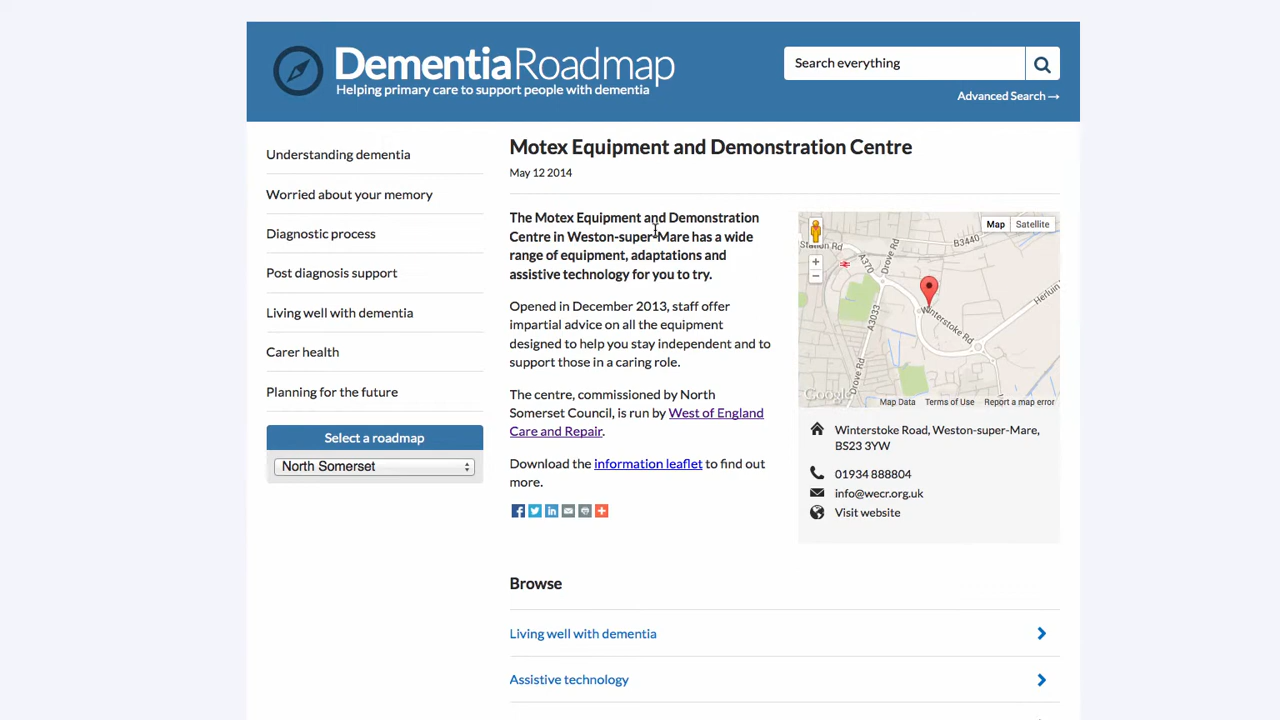 DementiaRoadmap
Helping primary care to support people with dementia
Search everything
Advanced Search →
Understanding dementia
Worried about your memory
Diagnostic process
Post diagnosis support
Living well with dementia
Carer health
Planning for the future
Select a roadmap
North Somerset
Motex Equipment and Demonstration Centre
May 12 2014
The Motex Equipment and Demonstration
Centre in Weston-super-Mare has a wide
range of equipment, adaptations and
assistive technology for you to try.
Opened in December 2013, staff offer
impartial advice on all the equipment
designed to help you stay independent and to
support those in a caring role.
The centre, commissioned by North
Somerset Council, is run by West of England
Care and Repair.
Download the information leaflet to find out
more.
Map Satellite
Station Rd
A370
Drove Rd
B3440
Herluin
Winterstoke Rd
A3033
Drove Rd
Google
Map Data Terms of Use Report a map error
Winterstoke Road, Weston-super-Mare,
BS23 3YW
01934 888804
info@wecr.org.uk
Visit website
Browse
Living well with dementia
Assistive technology